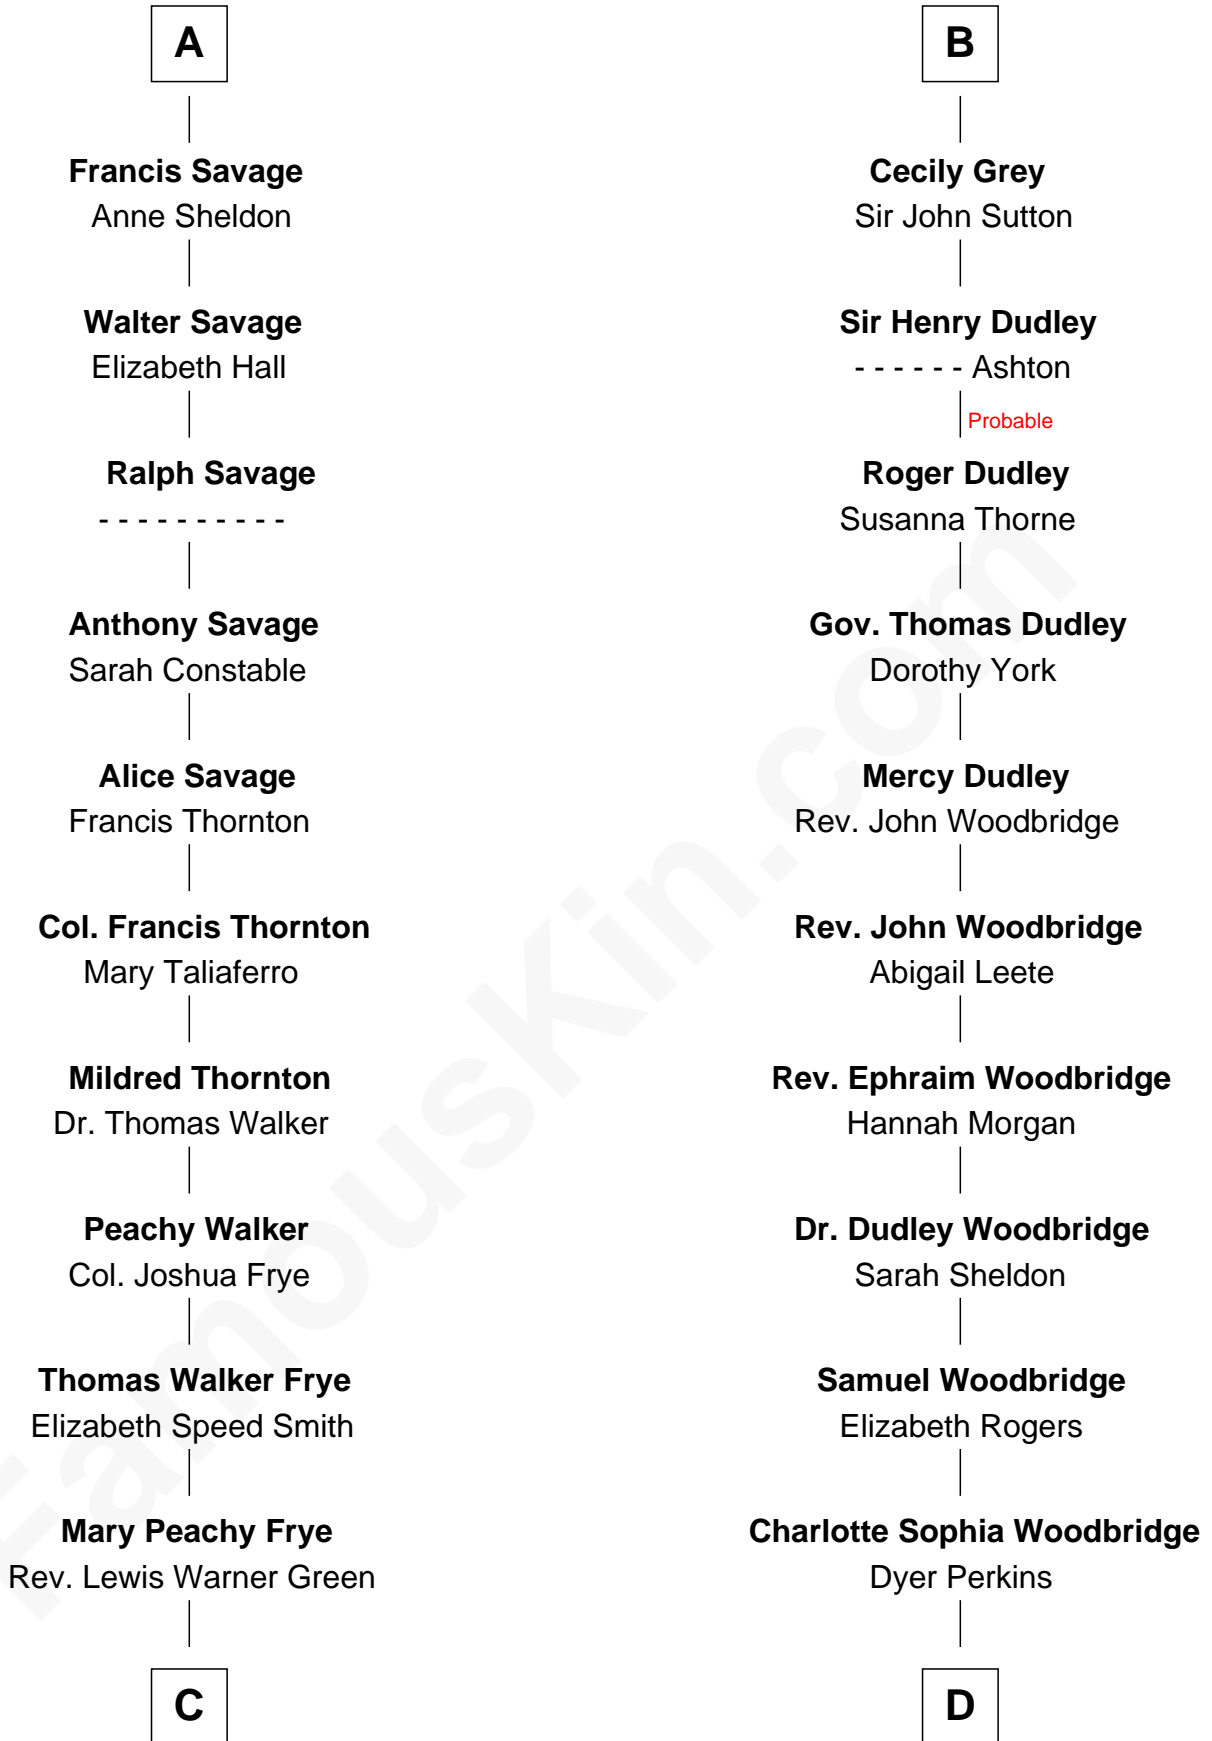 A
Francis Savage
Anne Sheldon
Walter Savage
Elizabeth Hall
Ralph Savage
- - - - - - - - - -
Anthony Savage
Sarah Constable
Alice Savage
Francis Thornton
Col. Francis Thornton
Mary Taliaferro
Mildred Thornton
Dr. Thomas Walker
Peachy Walker
Col. Joshua Frye
Thomas Walker Frye
Elizabeth Speed Smith
Mary Peachy Frye
Rev. Lewis Warner Green
C
B
Cecily Grey
Sir John Sutton
Sir Henry Dudley
- - - - - - Ashton
Probable
Roger Dudley
Susanna Thorne
Gov. Thomas Dudley
Dorothy York
Mercy Dudley
Rev. John Woodbridge
Rev. John Woodbridge
Abigail Leete
Rev. Ephraim Woodbridge
Hannah Morgan
Dr. Dudley Woodbridge
Sarah Sheldon
Samuel Woodbridge
Elizabeth Rogers
Charlotte Sophia Woodbridge
Dyer Perkins
D
FamousKin.com